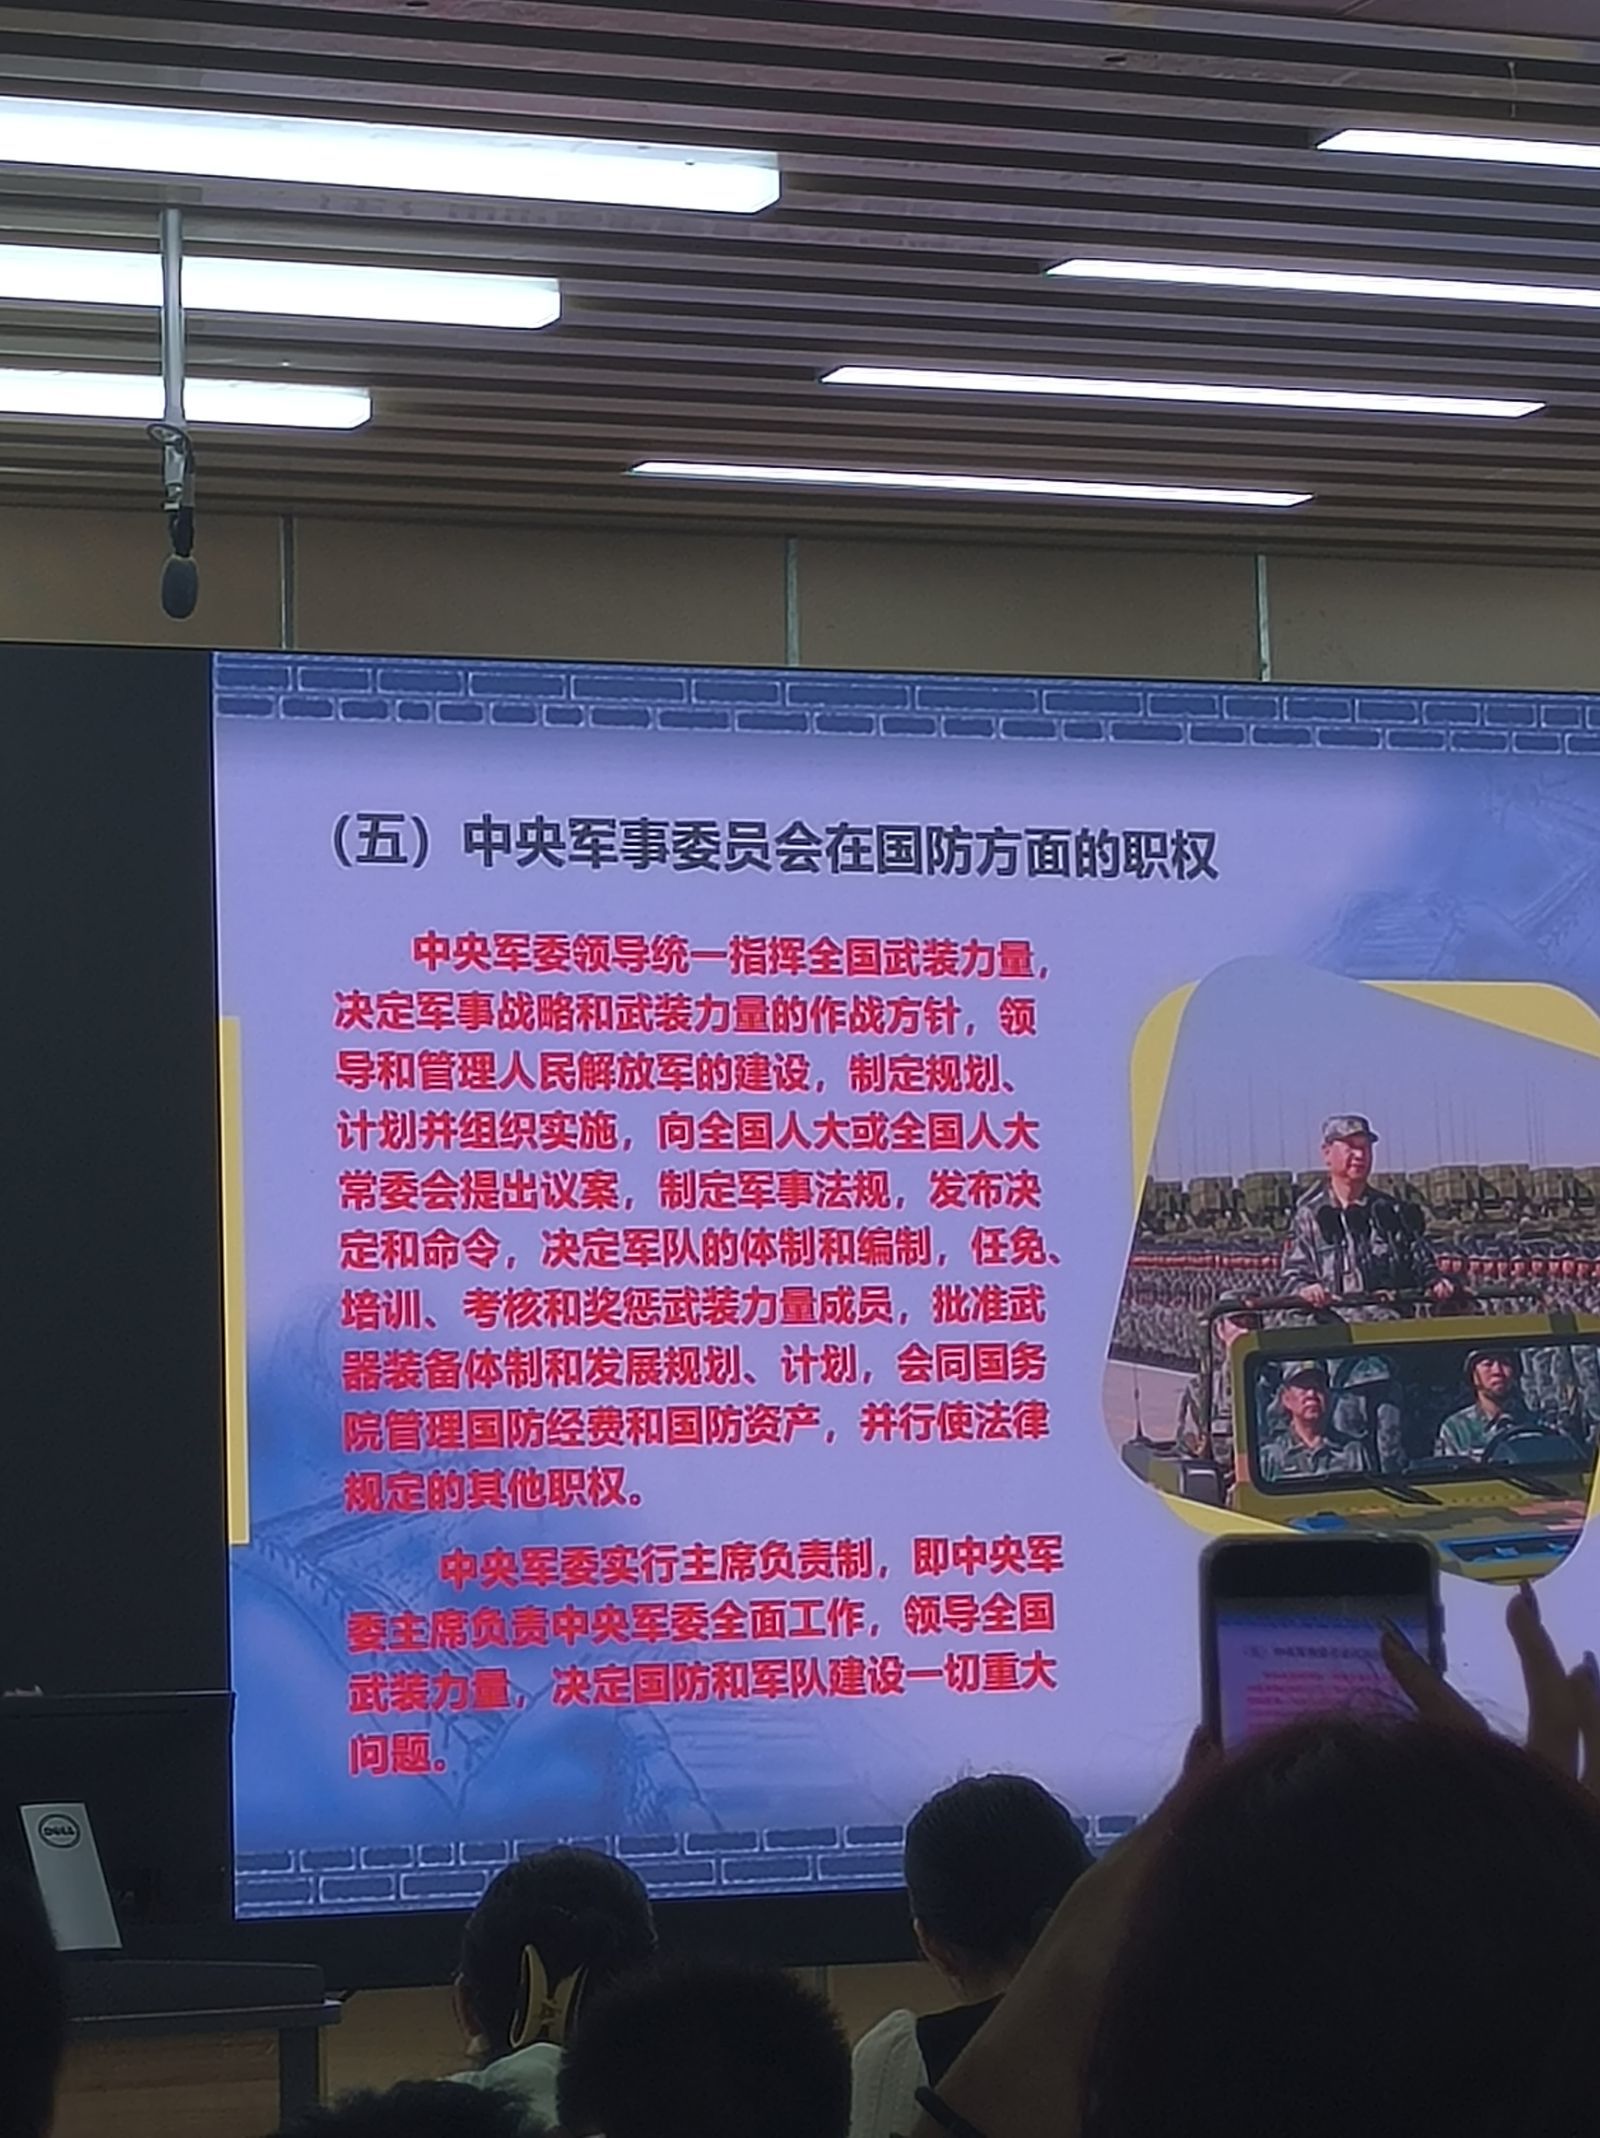 （五）中央军事委员会在国防方面的职权
中央军委领导统一指挥全国武装力量，
决定军事战略和武装力量的作战方针，领
导和管理人民解放军的建设，制定规划、
计划并组织实施，向全国人大或全国人大
常委会提出议案，制定军事法规，发布决
定和命令，决定军队的体制和编制，任免、
培训、考核和奖惩武装力量成员，批准武
器装备体制和发展规划、计划，会同国务
院管理国防经费和国防资产，并行使法律
规定的其他职权。
中央军委实行主席负责制，即中央军
委主席负责中央军委全面工作，领导全国
武装力量，决定国防和军队建设一切重大
问题。
DELL